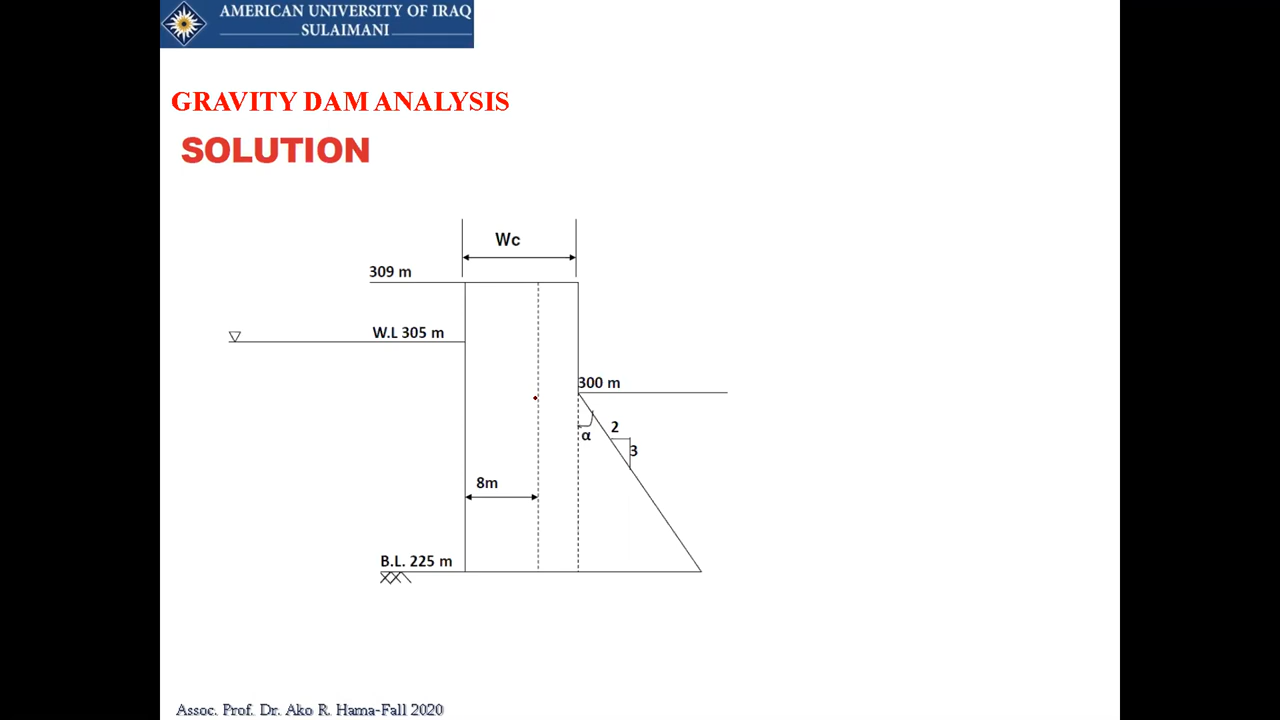 AMERICAN UNIVERSITY OF IRAQ
SULAIMANI
GRAVITY DAM ANALYSIS
SOLUTION
Wc
309 m
W.L 305 m
300 m
α
2
3
8m
B.L. 225 m
Assoc. Prof. Dr. Ako R. Hama-Fall 2020